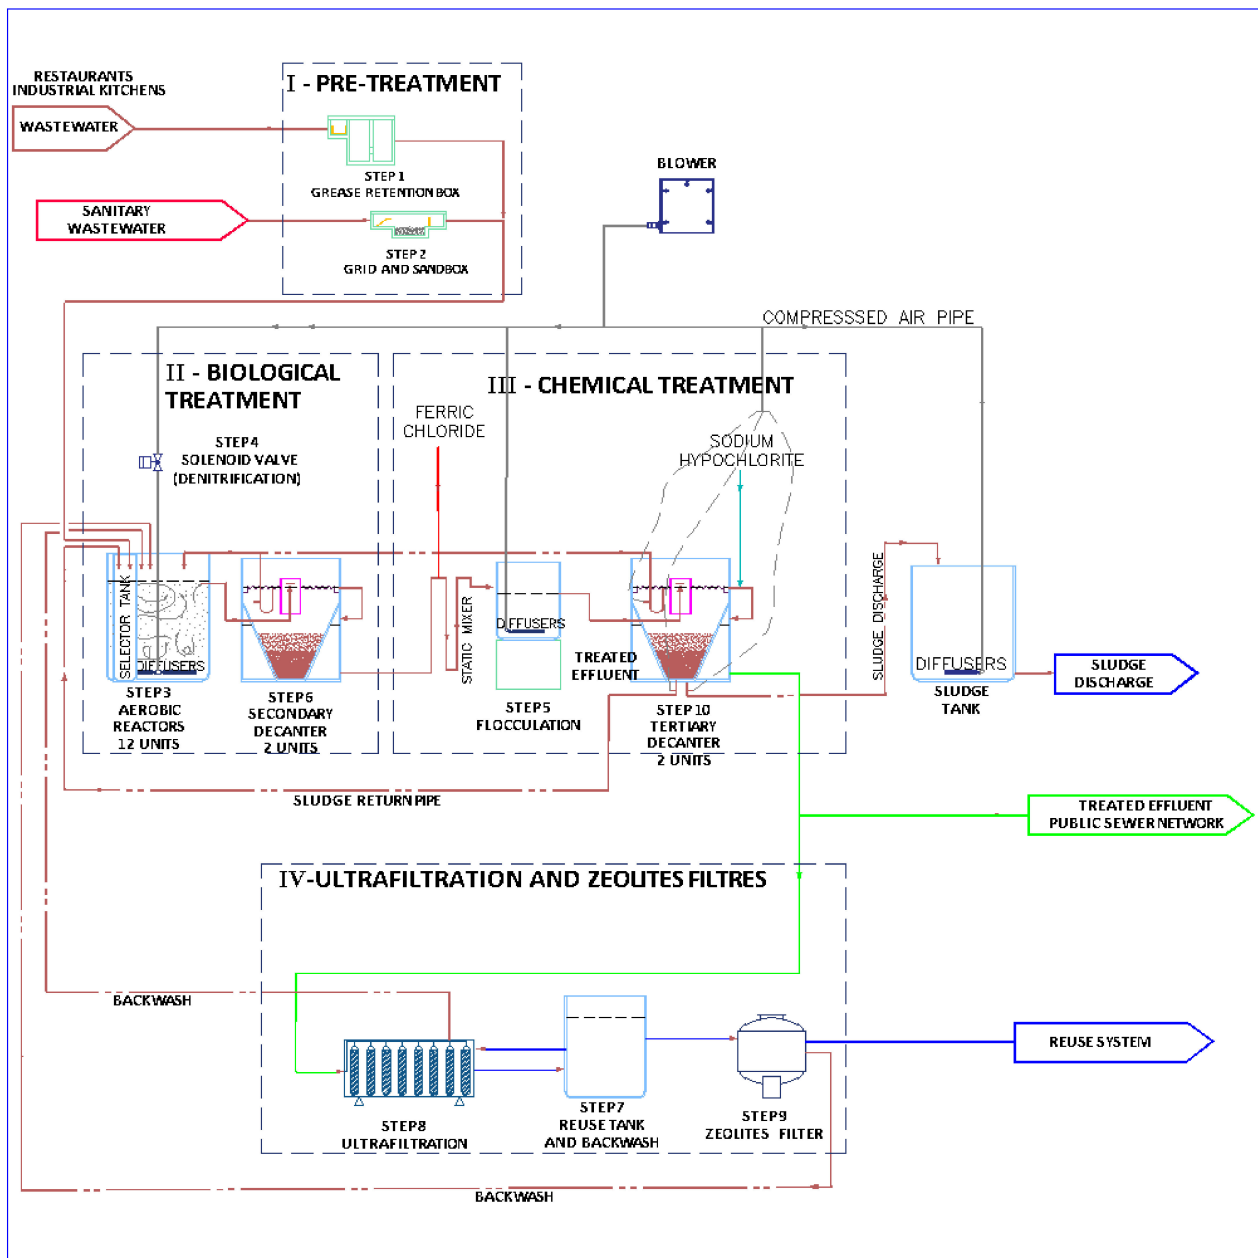 RESTAURANTS
INDUSTRIAL KITCHENS
WASTEWATER
I - PRE-TREATMENT
STEP 1
GREASE RETENTION BOX
SANITARY
WASTEWATER
STEP 2
GRID AND SANDBOX
BLOWER
COMPRESSSED AIR PIPE
II - BIOLOGICAL
TREATMENT
STEP4
SOLENOID VALVE
(DENITRIFICATION)
III - CHEMICAL TREATMENT
FERRIC
CHLORIDE
SODIUM
HYPOCHLORITE
SELECTOR TANK
DIFFUSERS
STEP3
AEROBIC
REACTORS
12 UNITS
STEP6
SECONDARY
DECANTER
2 UNITS
STATIC MIXER
DIFFUSERS
STEP5
FLOCCULATION
TREATED
EFFLUENT
STEP 10
TERTIARY
DECANTER
2 UNITS
SLUDGE DISCHARGE
DIFFUSERS
SLUDGE
TANK
SLUDGE
DISCHARGE
SLUDGE RETURN PIPE
TREATED EFFLUENT
PUBLIC SEWER NETWORK
IV-ULTRAFILTRATION AND ZEOLITES FILTRES
BACKWASH
STEP8
ULTRAFILTRATION
STEP7
REUSE TANK
AND BACKWASH
STEP9
ZEOLITES FILTER
REUSE SYSTEM
BACKWASH